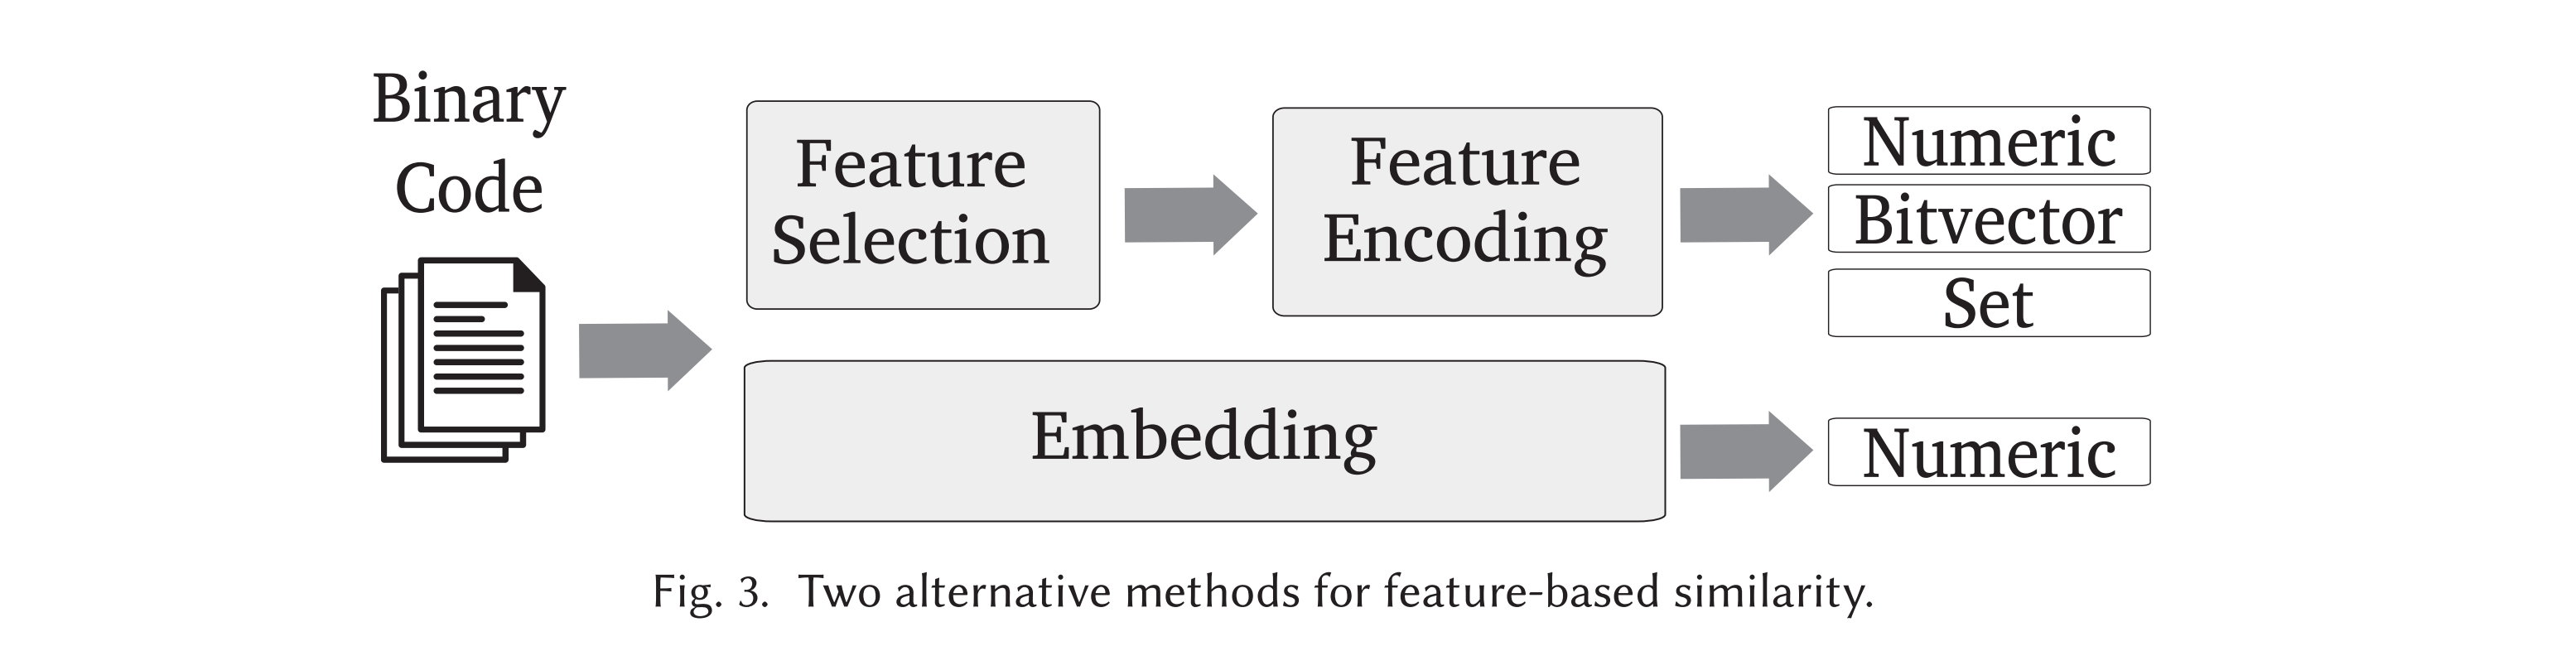 Binary
Code
Feature
Selection
Feature
Encoding
Numeric
Bitvector
Set
Embedding
Numeric
Fig. 3. Two alternative methods for feature-based similarity.